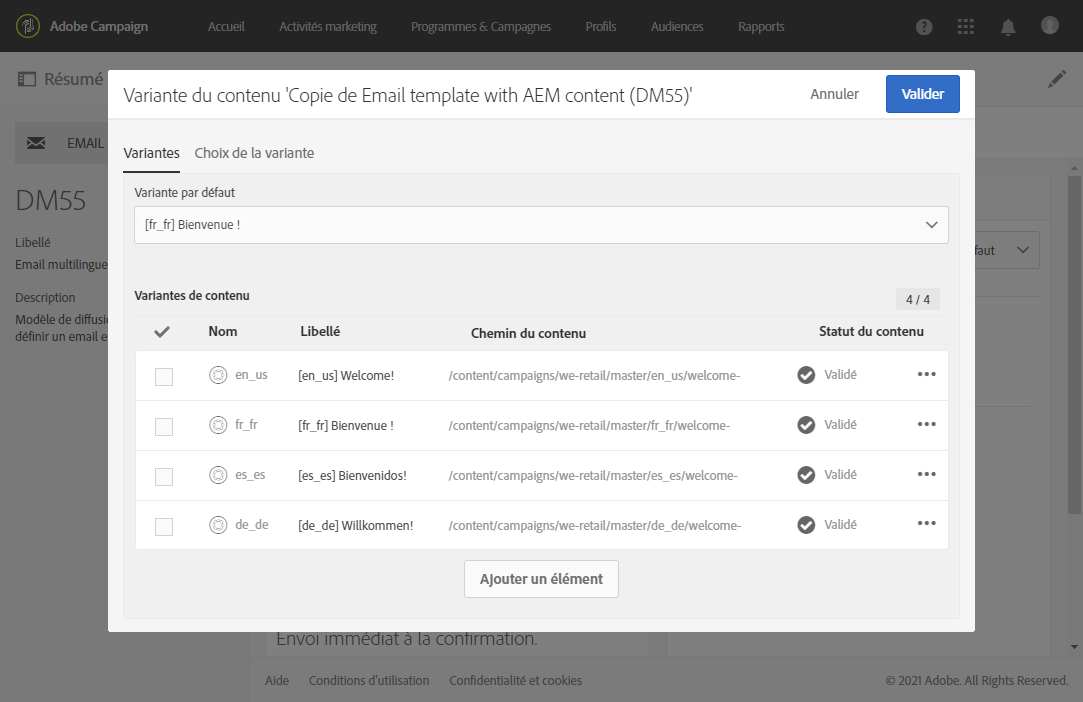 Adobe Campaign
Accueil Activités marketing Programmes & Campagnes Profils Audiences Rapports
Résumé
Variante du contenu 'Copie de Email template with AEM content (DM55)'
Annuler
Valider
EMAIL
Variantes Choix de la variante
DM55
Variante par défaut
[fr_fr] Bienvenue !
Libellé
Email multilingue
Description
Modèle de
définir un email
Variantes de contenu
4 / 4
Nom Libellé Chemin du contenu Statut du contenu
en_us [en_us] Welcome! /content/campaigns/we-retail/master/en_us/welcome- Validé
fr_fr [fr_fr] Bienvenue ! /content/campaigns/we-retail/master/fr_fr/welcome- Validé
es_es [es_es] Bienvenidos! /content/campaigns/we-retail/master/es_es/welcome- Validé
de_de [de_de] Willkommen! /content/campaigns/we-retail/master/de_de/welcome- Validé
Ajouter un élément
Envoi immédiat à la confirmation.
Aide Conditions d'utilisation Confidentialité et cookies
© 2021 Adobe. All Rights Reserved.